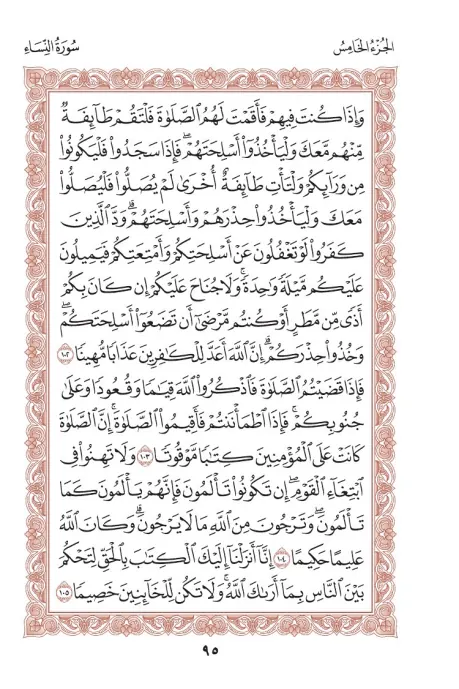 الجُزْءُ الخَامِسُ
سُورَةُ النِّسَاءِ
وَإِذَا كُنتَ فِيهِمْ فَأَقَمْتَ لَهُمُ ٱلصَّلَوٰةَ فَلْتَقُمْ طَآئِفَةٌ
مِّنْهُم مَّعَكَ وَلْيَأْخُذُوٓا۟ أَسْلِحَتَهُمْۖ فَإِذَا سَجَدُوا۟ فَلْيَكُونُوا۟
مِن وَرَآئِكُمْ وَلْتَأْتِ طَآئِفَةٌ أُخْرَىٰ لَمْ يُصَلُّوا۟ فَلْيُصَلُّوا۟
مَعَكَ وَلْيَأْخُذُوا۟ حِذْرَهُمْ وَأَسْلِحَتَهُمْۗ وَدَّ ٱلَّذِينَ
كَفَرُوا۟ لَوْ تَغْفُلُونَ عَنْ أَسْلِحَتِكُمْ وَأَمْتِعَتِكُمْ فَيَمِيلُونَ
عَلَيْكُم مَّيْلَةً وَٰحِدَةًۚ وَلَا جُنَاحَ عَلَيْكُمْ إِن كَانَ بِكُمْ
أَذًى مِّن مَّطَرٍ أَوْ كُنتُم مَّرْضَىٰٓ أَن تَضَعُوٓا۟ أَسْلِحَتَكُمْۖ
وَخُذُوا۟ حِذْرَكُمْۗ إِنَّ ٱللَّهَ أَعَدَّ لِلْكَٰفِرِينَ عَذَابًا مُّهِينًا ١٠٢
فَإِذَا قَضَيْتُمُ ٱلصَّلَوٰةَ فَٱذْكُرُوا۟ ٱللَّهَ قِيَٰمًا وَقُعُودًا وَعَلَىٰ
جُنُوبِكُمْۚ فَإِذَا ٱطْمَأْنَنتُمْ فَأَقِيمُوا۟ ٱلصَّلَوٰةَۚ إِنَّ ٱلصَّلَوٰةَ
كَانَتْ عَلَى ٱلْمُؤْمِنِينَ كِتَٰبًا مَّوْقُوتًا ١٠٣ وَلَا تَهِنُوا۟ فِى
ٱبْتِغَآءِ ٱلْقَوْمِۖ إِن تَكُونُوا۟ تَأْلَمُونَ فَإِنَّهُمْ يَأْلَمُونَ كَمَا
تَأْلَمُونَۖ وَتَرْجُونَ مِنَ ٱللَّهِ مَا لَا يَرْجُونَۗ وَكَانَ ٱللَّهُ
عَلِيمًا حَكِيمًا ١٠٤ إِنَّآ أَنزَلْنَآ إِلَيْكَ ٱلْكِتَٰبَ بِٱلْحَقِّ لِتَحْكُمَ
بَيْنَ ٱلنَّاسِ بِمَآ أَرَىٰكَ ٱللَّهُۚ وَلَا تَكُن لِّلْخَآئِنِينَ خَصِيمًا ١٠٥
٩٥